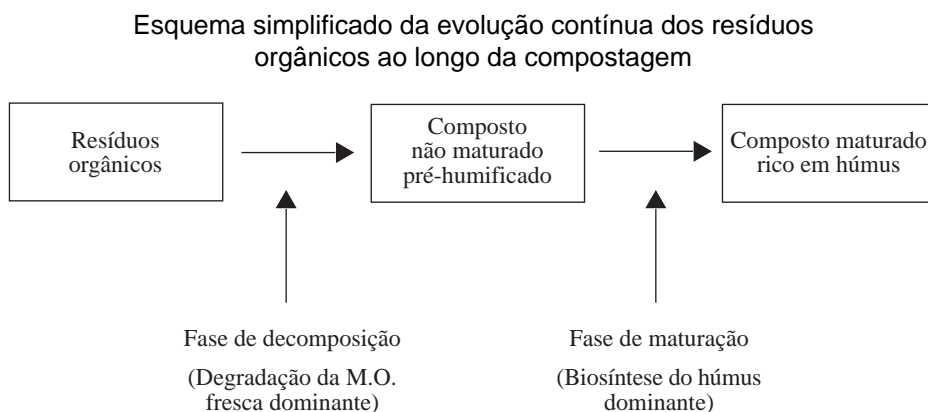 Esquema simplificado da evolução contínua dos resíduos
orgânicos ao longo da compostagem
Resíduos
orgânicos
Composto
não maturado
pré-humificado
Composto maturado
rico em húmus
Fase de decomposição
(Degradação da M.O.
fresca dominante)
Fase de maturação
(Biosíntese do húmus
dominante)